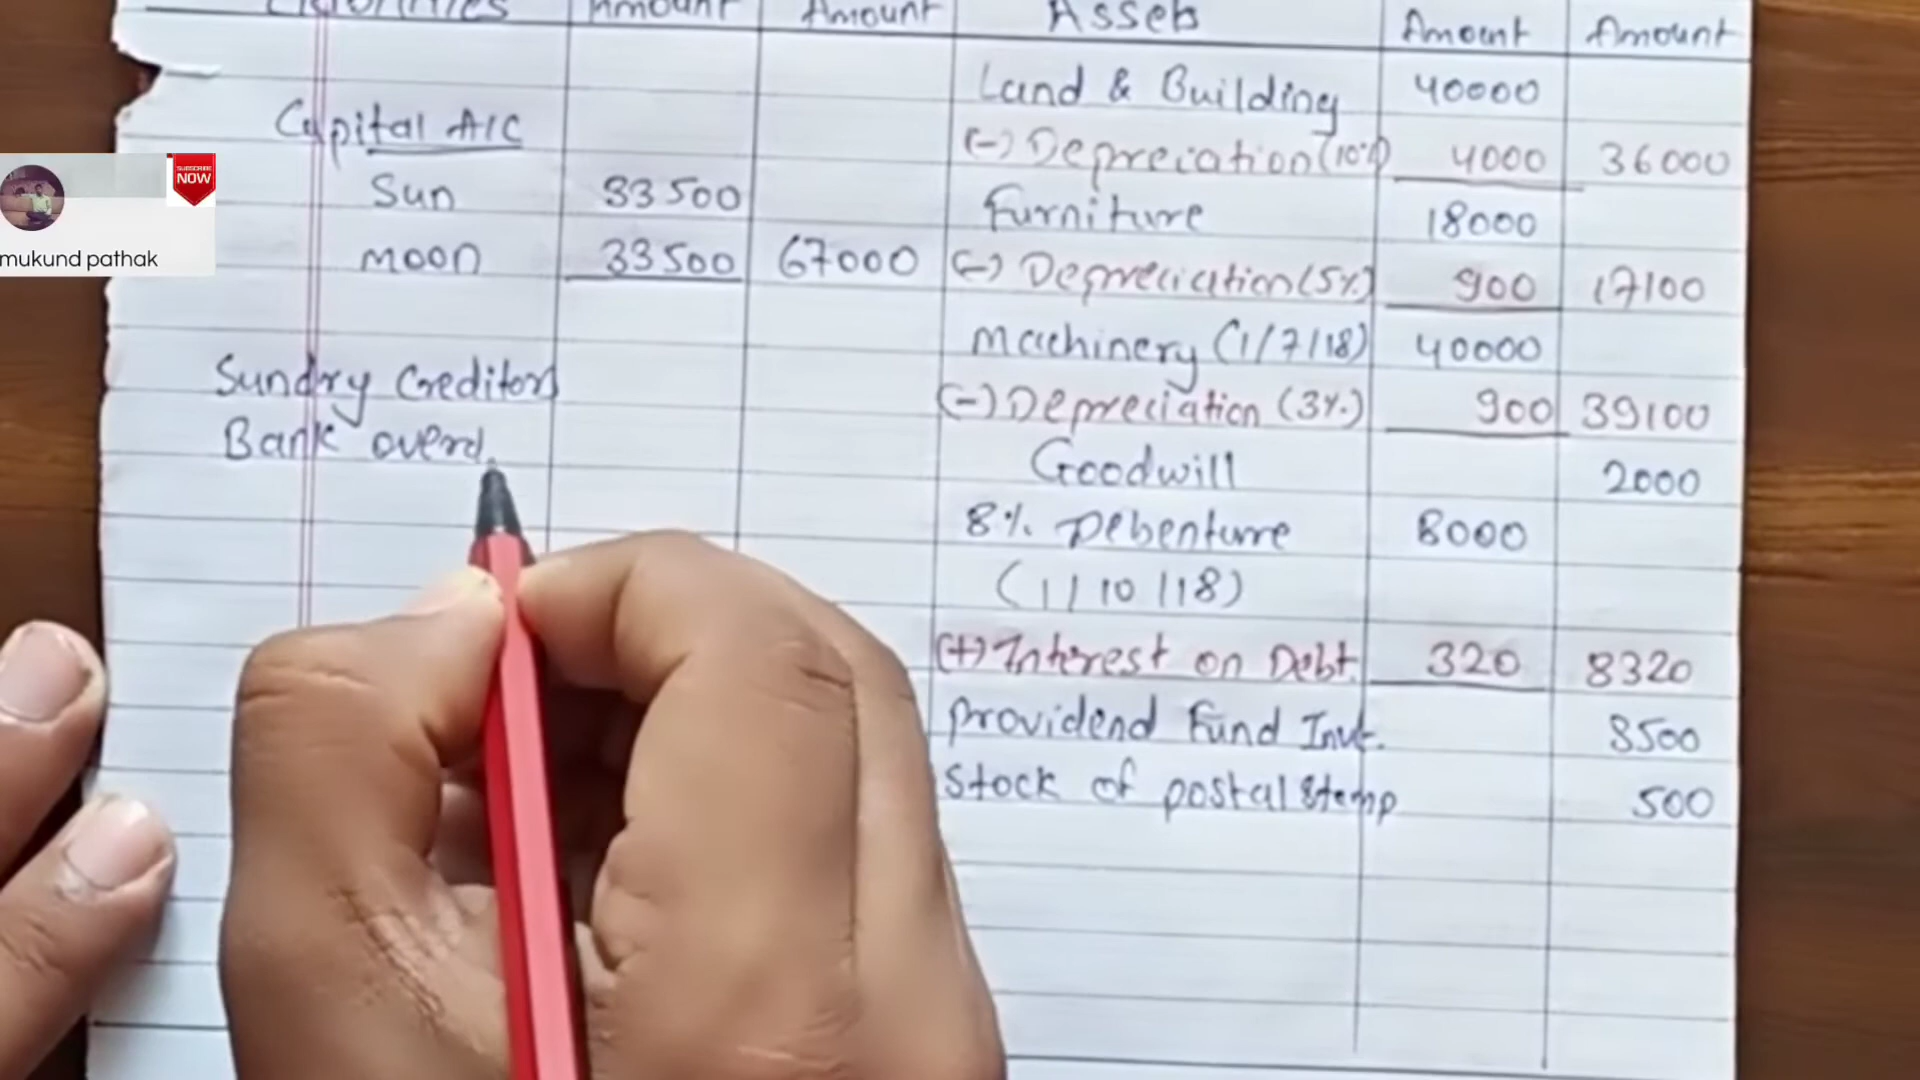 Liabilities Amount Amount Assets Amount Amount
Land & Building 40000
Capital A/C
(-) Depreciation (10%) 4000 36000
SUBSCRIBE
NOW
Sun 33500
Furniture 18000
mukund pathak
moon 33500 67000
(-) Depreciation (5%) 900 17100
Machinery (1/7/18) 40000
Sundry Creditors
(-) Depreciation (3%) 900 39100
Bank overd
Goodwill 2000
8% Debenture 8000
(1/10/18)
(+) Interest on Debt. 320 8320
Providend Fund Invt. 8500
Stock of postal Stamp 500